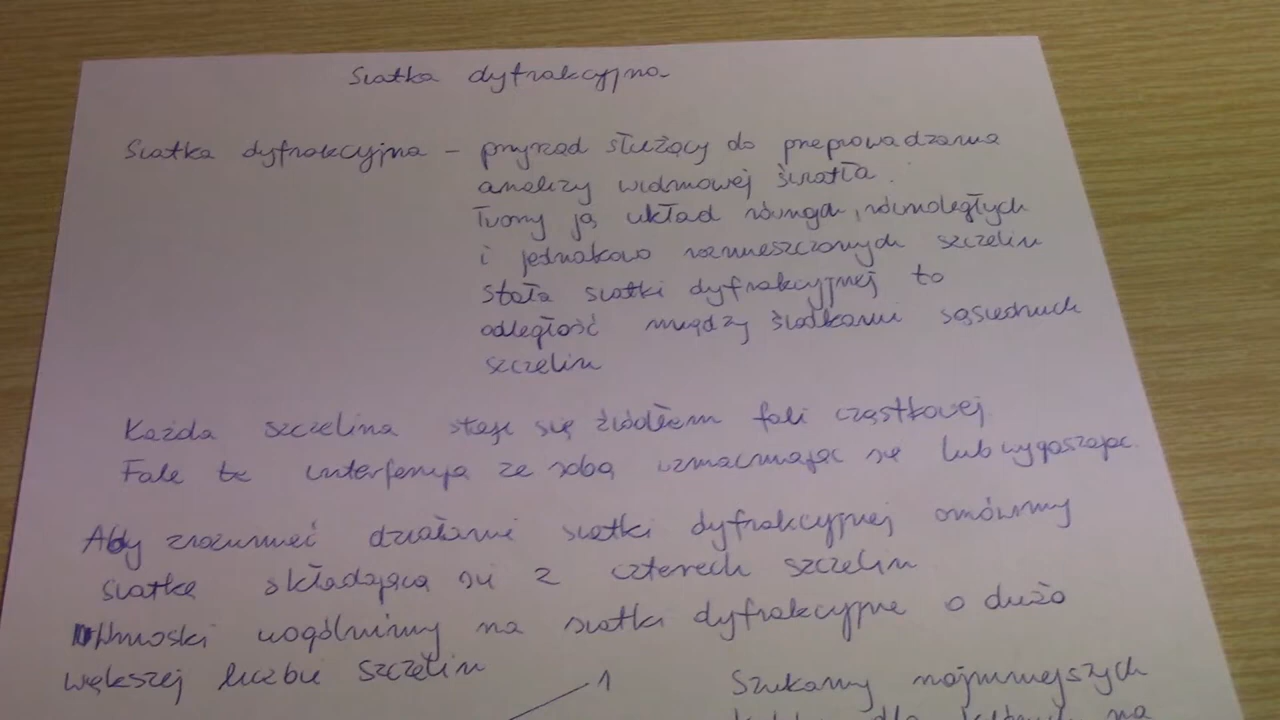 Siatka dyfrakcyjna
Siatka dyfrakcyjna – przyrząd służący do przeprowadzania
analizy widmowej światła.
Tworzy ją układ równych, równoległych
i jednakowo rozmieszczonych szczelin
Stała siatki dyfrakcyjnej to
odległość między środkami sąsiednich
szczelin
Każda szczelina staje się źródłem fali cząstkowej.
Fale te interferują ze sobą wzmacniając się lub wygaszając.
Aby zrozumieć działanie siatki dyfrakcyjnej omówimy
siatkę składającą się z czterech szczelin
Wnioski uogólnimy na siatki dyfrakcyjne o dużo
większej liczbie szczelin
1
Szukamy najmniejszych
dla na